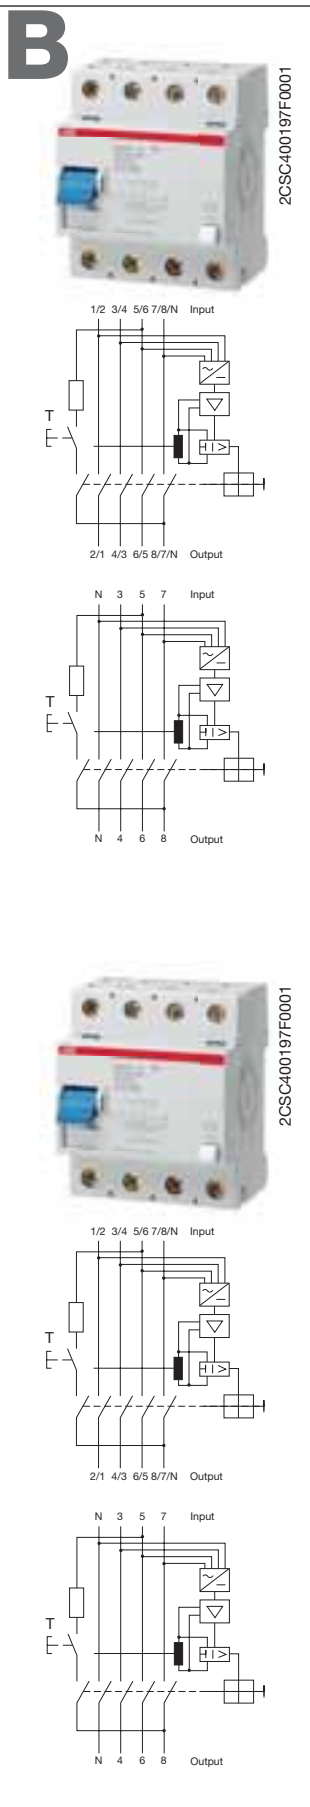 B
2CSC400197F0001
1/2 3/4 5/6 7/8/N Input
T
2/1 4/3 6/5 8/7/N Output
N 3 5 7 Input
T
N 4 6 8 Output
2CSC400197F0001
1/2 3/4 5/6 7/8/N Input
T
2/1 4/3 6/5 8/7/N Output
N 3 5 7 Input
T
N 4 6 8 Output